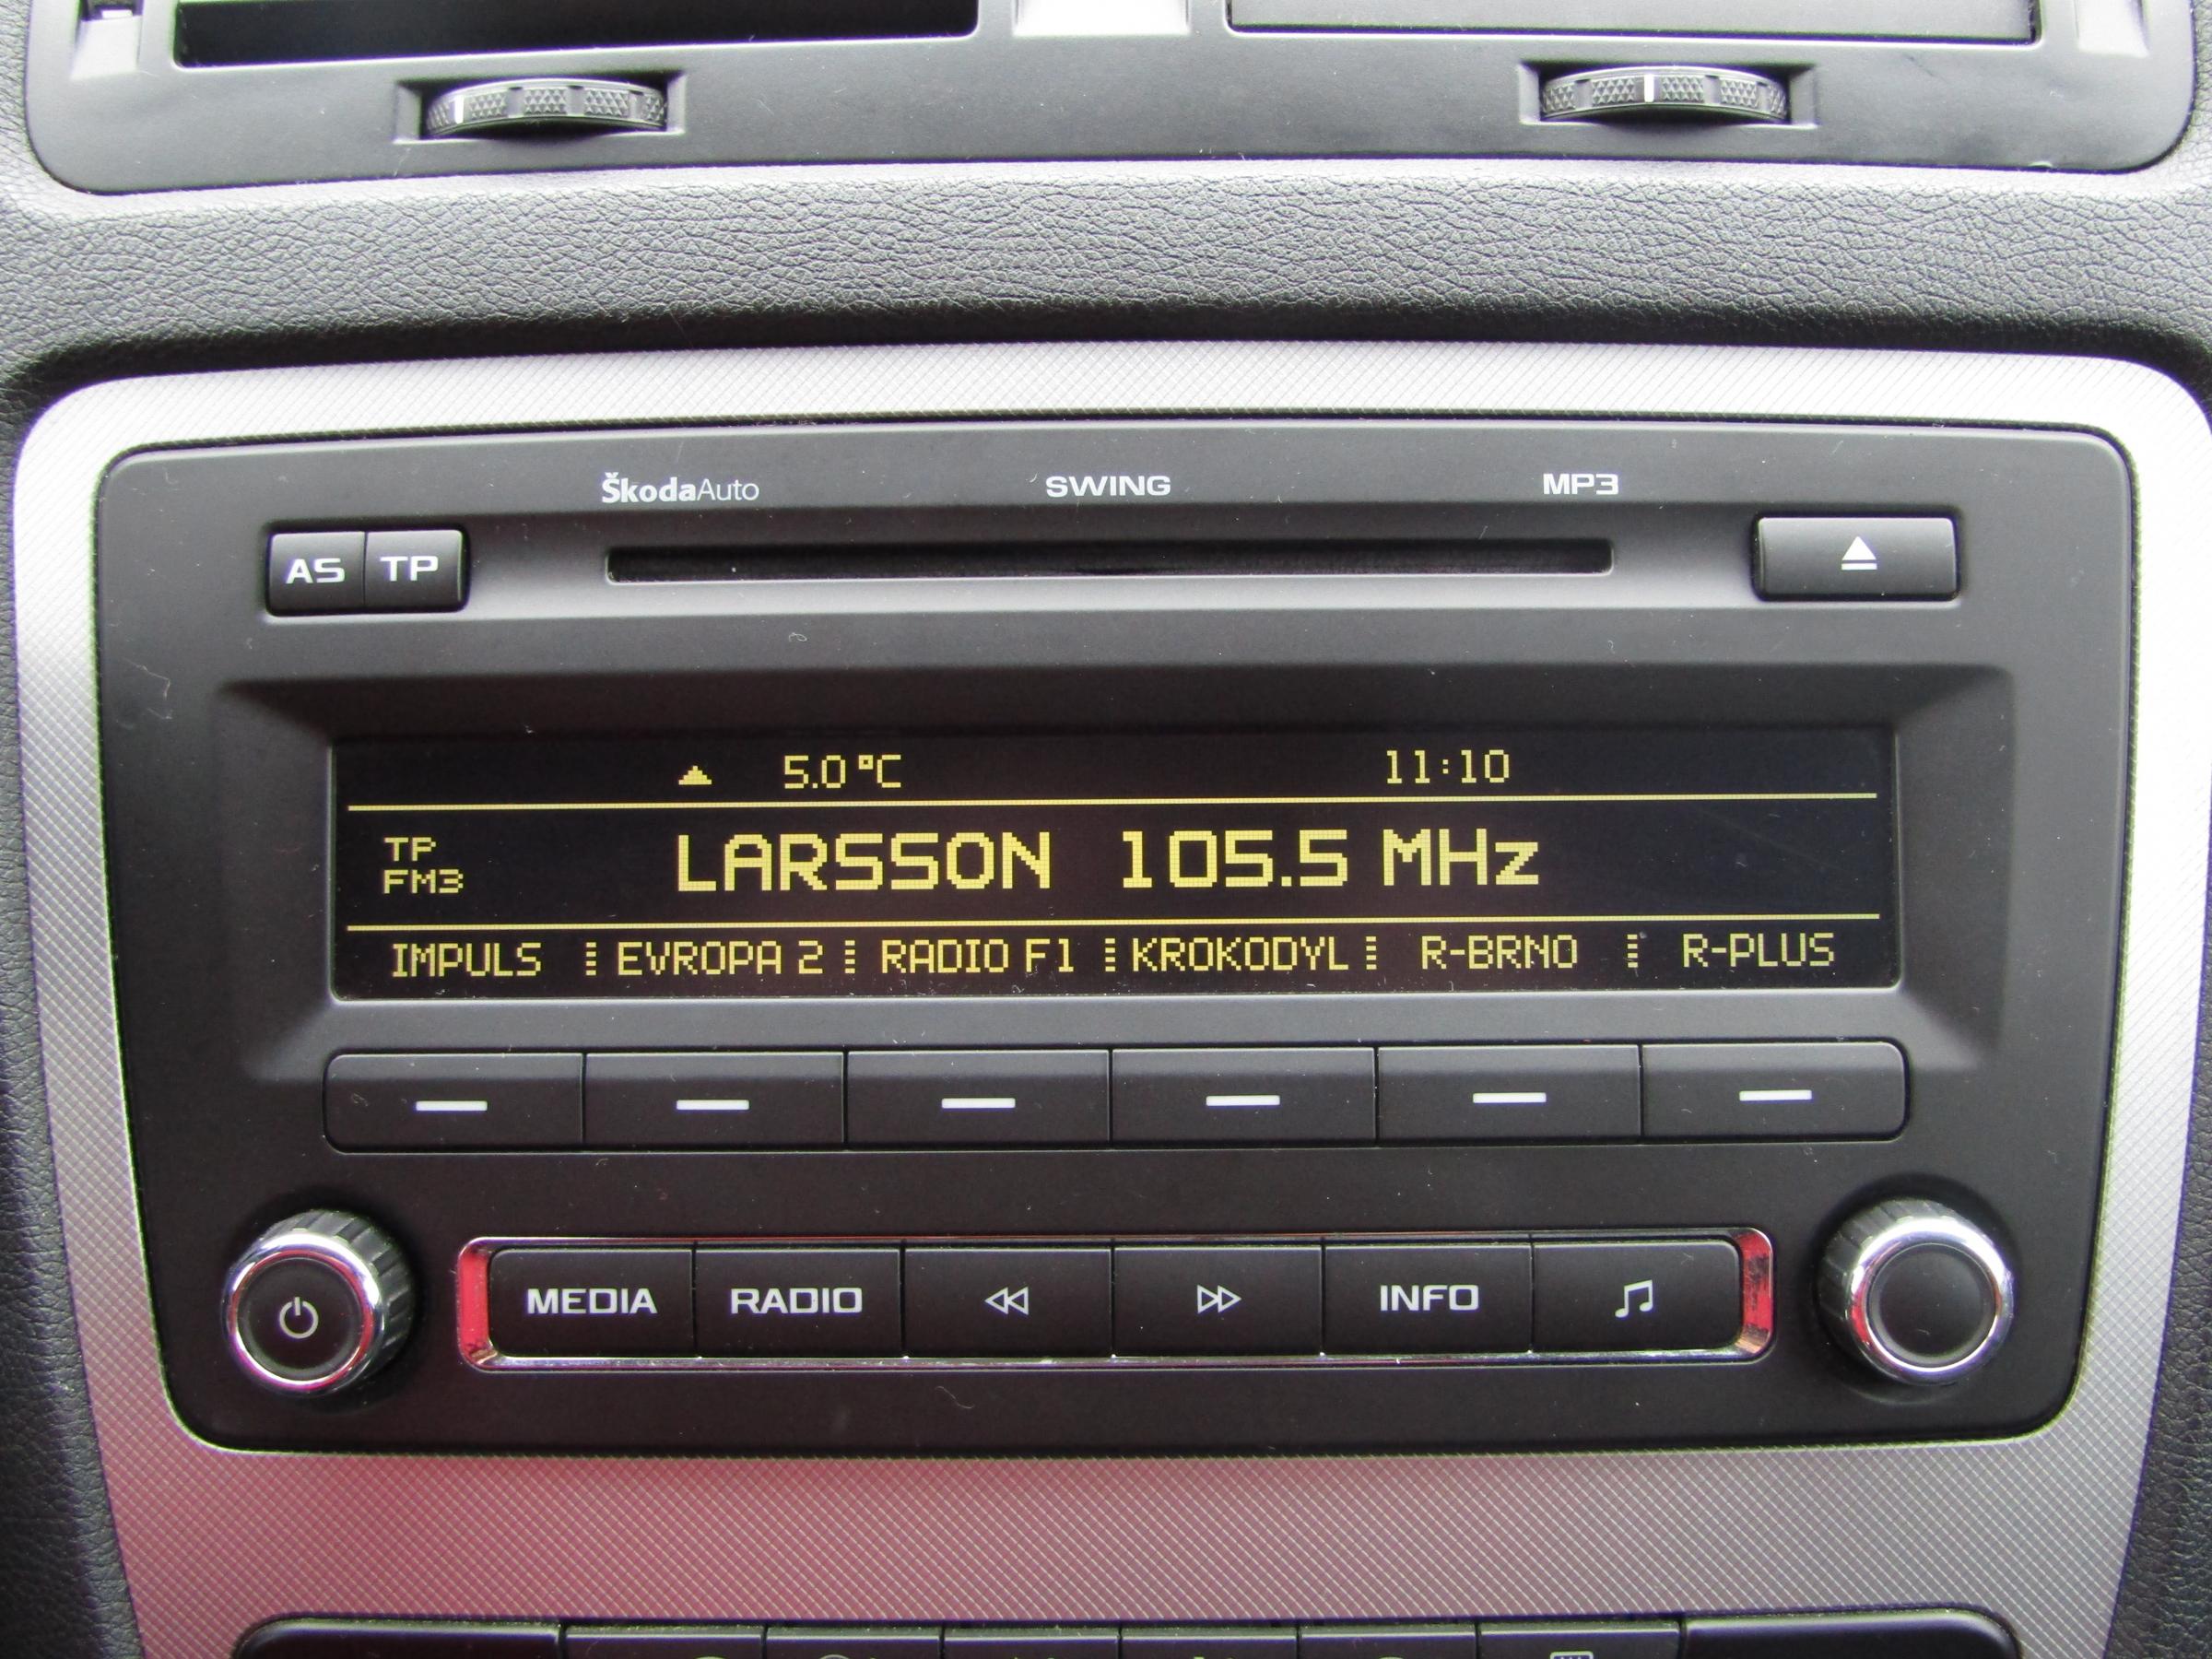 ŠkodaAuto SWING MP3
AS TP
5.0 °C 11:10
TP
FM3
LARSSON 105.5 MHz
IMPULS EVROPA 2 RADIO F1 KROKODYL R-BRNO R-PLUS
MEDIA RADIO INFO